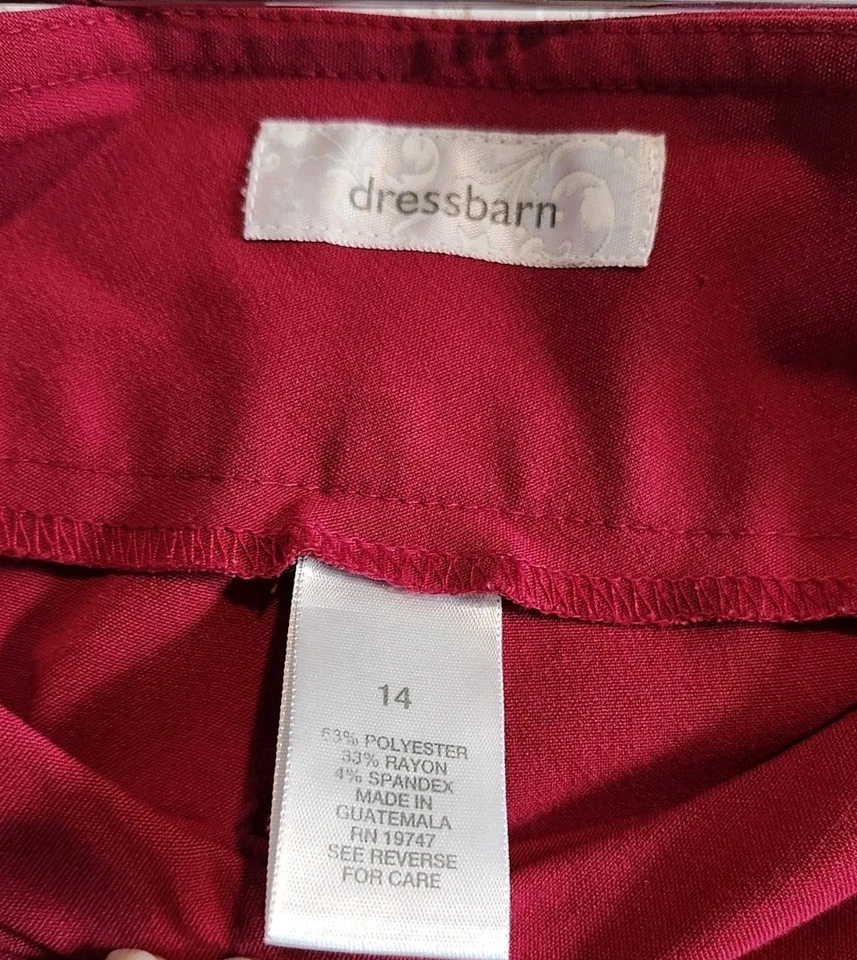 dressbarn
14
63% POLYESTER
33% RAYON
4% SPANDEX
MADE IN
GUATEMALA
RN 19747
SEE REVERSE
FOR CARE